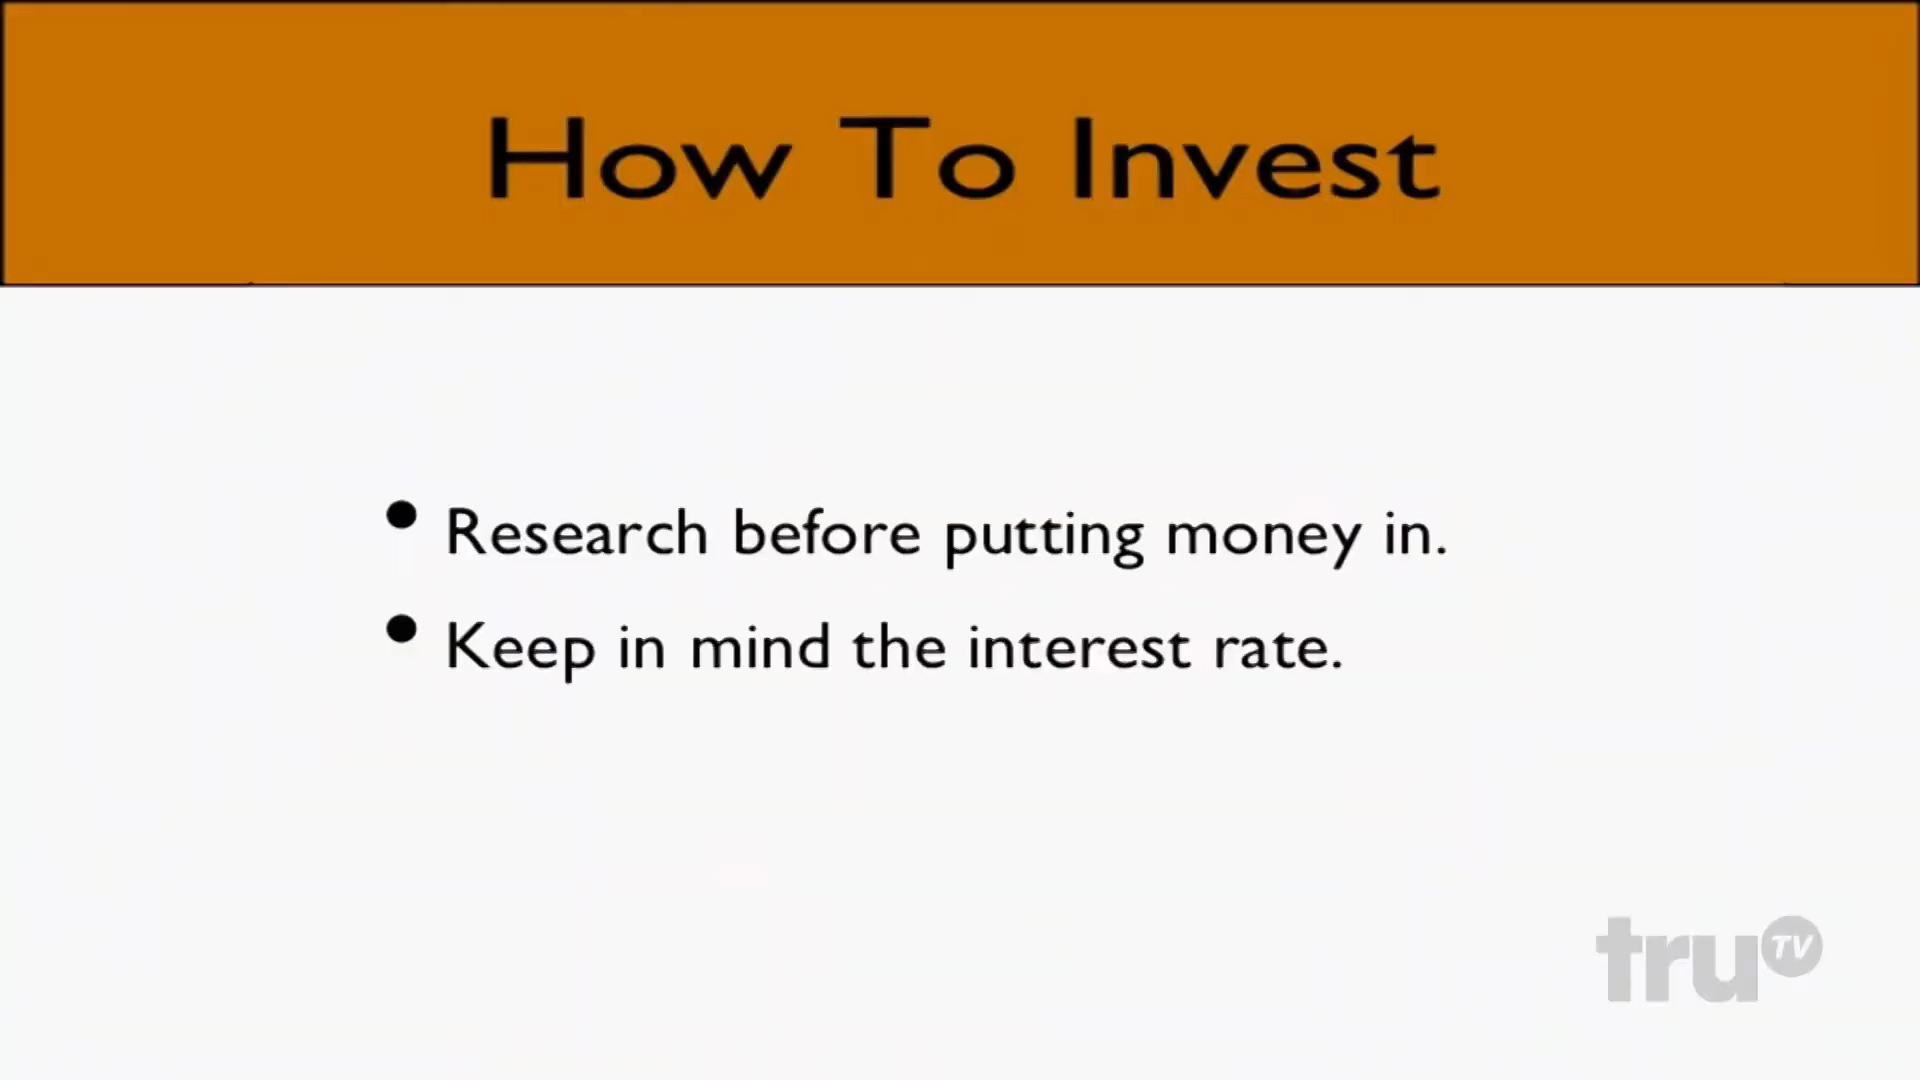 How To Invest
• Research before putting money in.
• Keep in mind the interest rate.
truTV